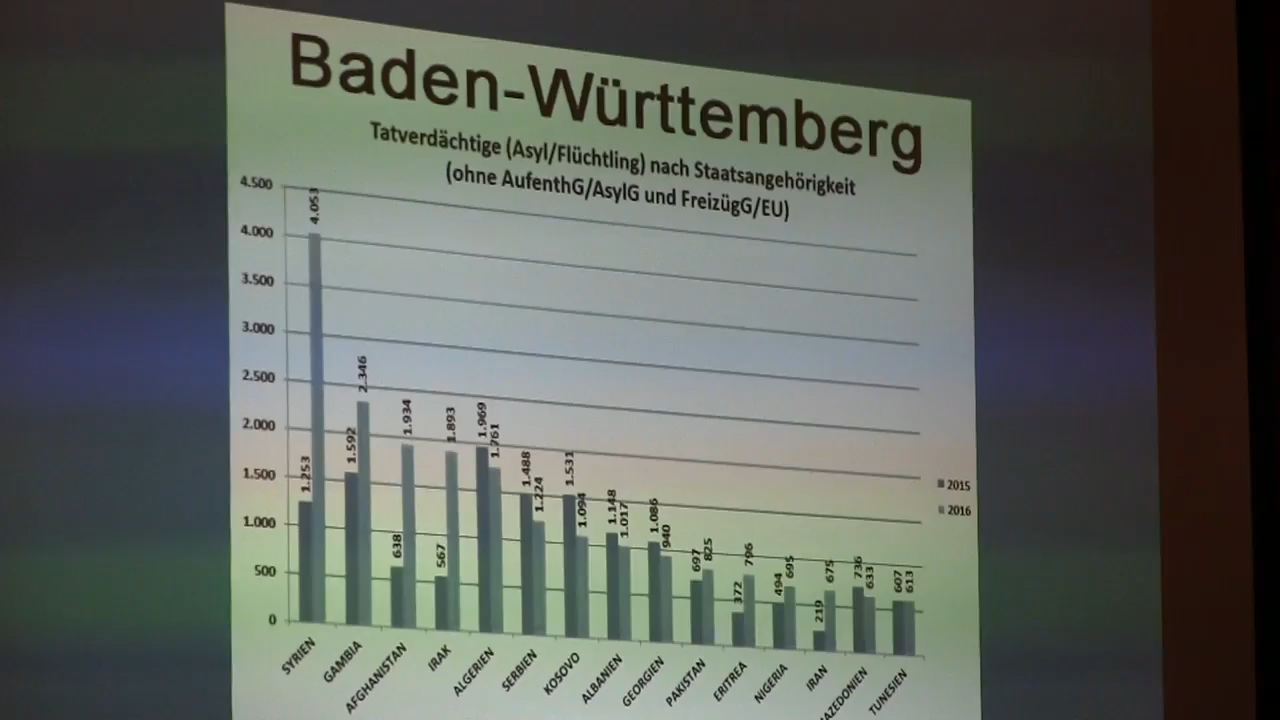 Baden-Württemberg
Tatverdächtige (Asyl/Flüchtling) nach Staatsangehörigkeit
(ohne AufenthG/AsylG und FreizügG/EU)
4.500
4.000
3.500
3.000
2.500
2.000
1.500
1.000
500
0
1.253 4.053
1.592 2.346
638 1.934
567 1.893
1.969 1.761
1.488 1.224
1.531 1.094
1.148 1.017
1.086 940
697 825
372 796
494 695
219 675
736 633
607 613
2015
2016
SYRIEN
GAMBIA
AFGHANISTAN
IRAK
ALGERIEN
SERBIEN
KOSOVO
ALBANIEN
GEORGIEN
PAKISTAN
ERITREA
NIGERIA
IRAN
AZEDONIEN
TUNESIEN